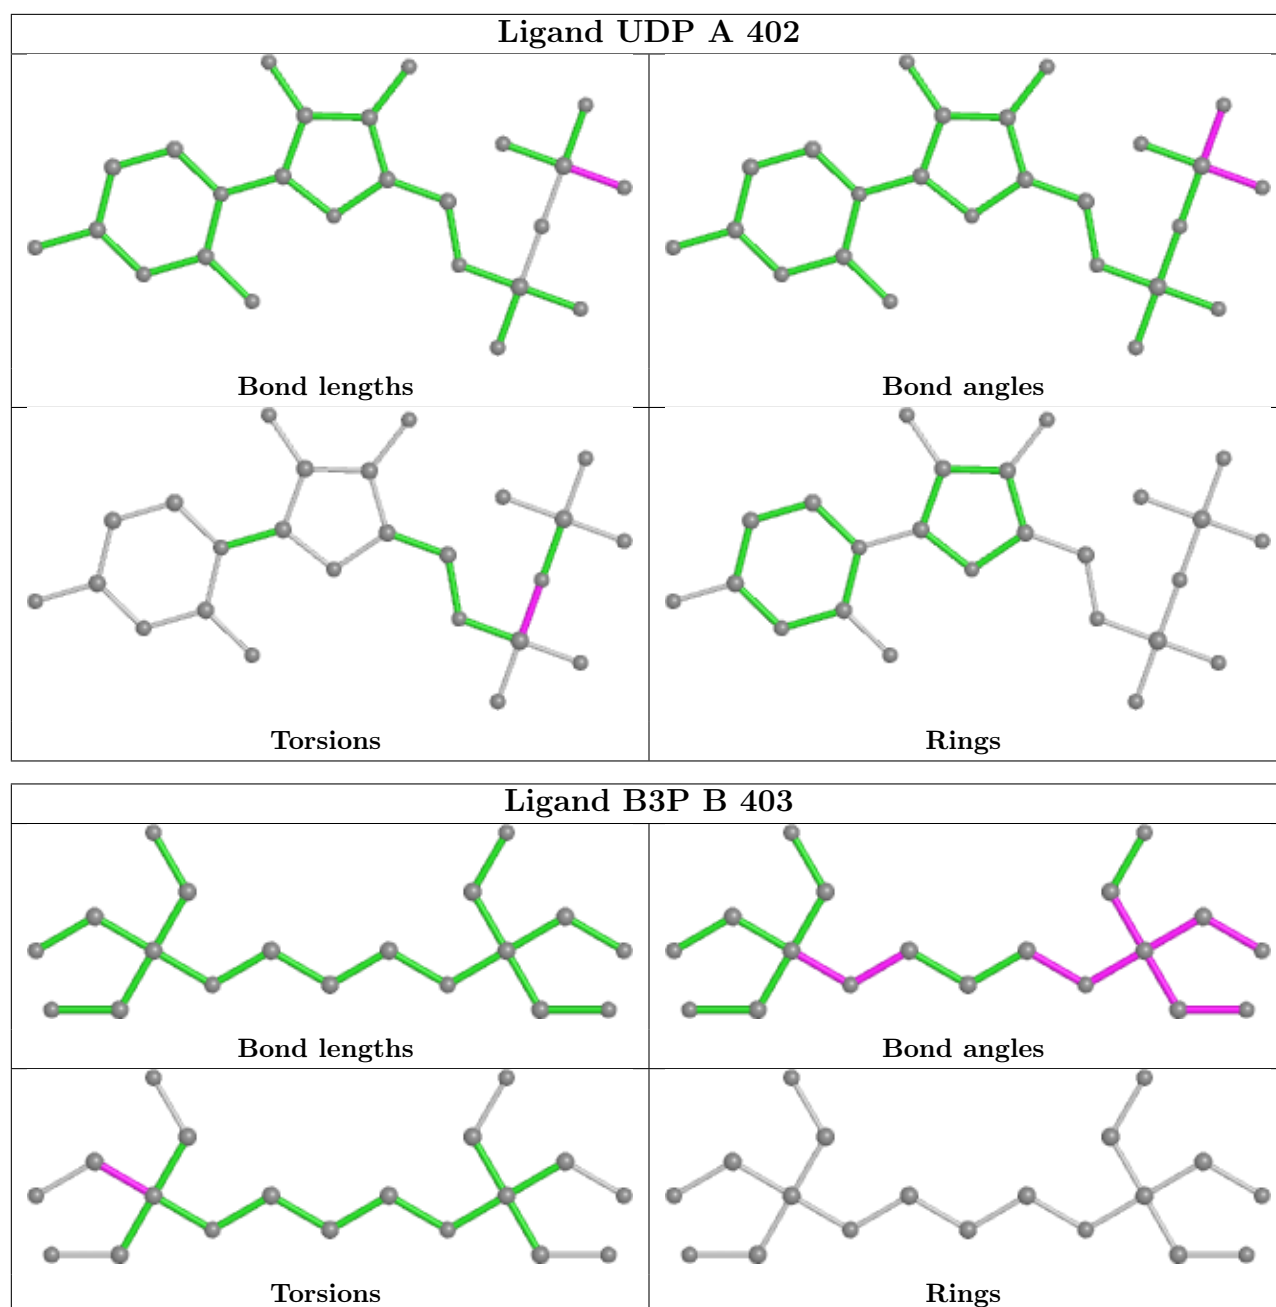 Ligand UDP A 402
Bond lengths
Bond angles
Torsions
Rings
Ligand B3P B 403
Bond lengths
Bond angles
Torsions
Rings